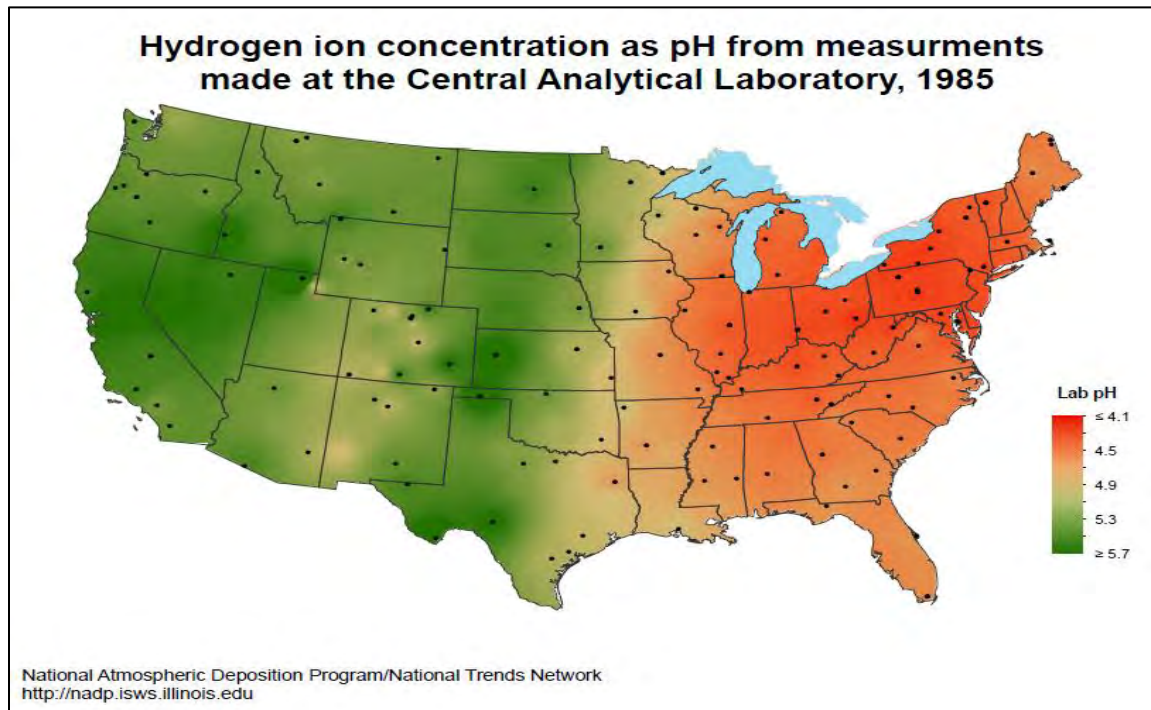 Hydrogen ion concentration as pH from measurments
made at the Central Analytical Laboratory, 1985
Lab pH
≤ 4.1
4.5
4.9
5.3
≥ 5.7
National Atmospheric Deposition Program/National Trends Network
http://nadp.isws.illinois.edu